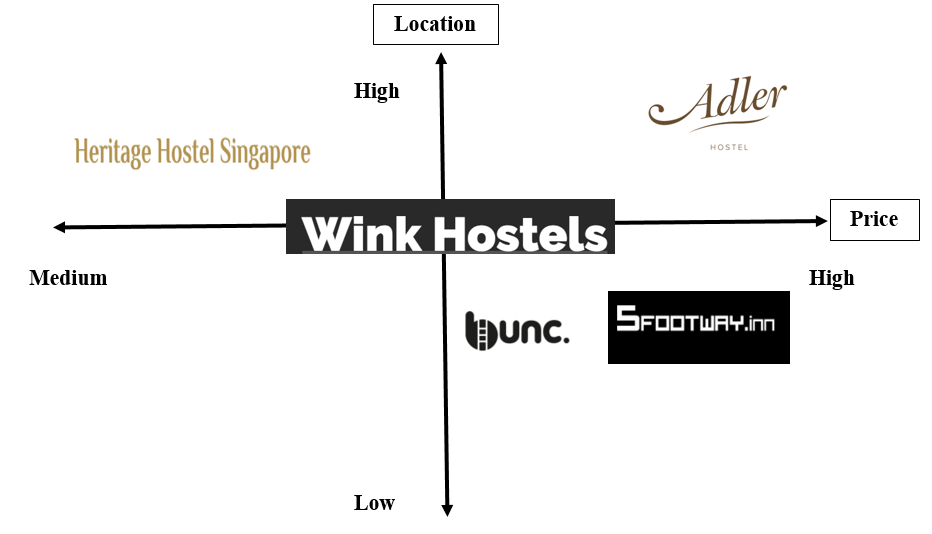 Location
High
Adler
HOSTEL
Heritage Hostel Singapore
Wink Hostels
Price
Medium
High
bunc.
5FOOTWAY.inn
Low